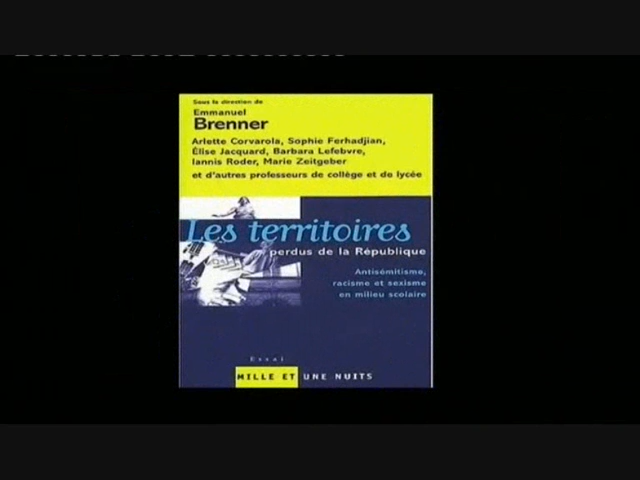 Sous la direction de
Emmanuel
Brenner
Arlette Corvarola, Sophie Ferhadjian,
Élise Jacquard, Barbara Lefebvre,
Iannis Roder, Marie Zeitgeber
et d'autres professeurs de collège et de lycée
Les territoires
perdus de la République
Antisémitisme,
racisme et sexisme
en milieu scolaire
Essai
MILLE ET UNE NUITS